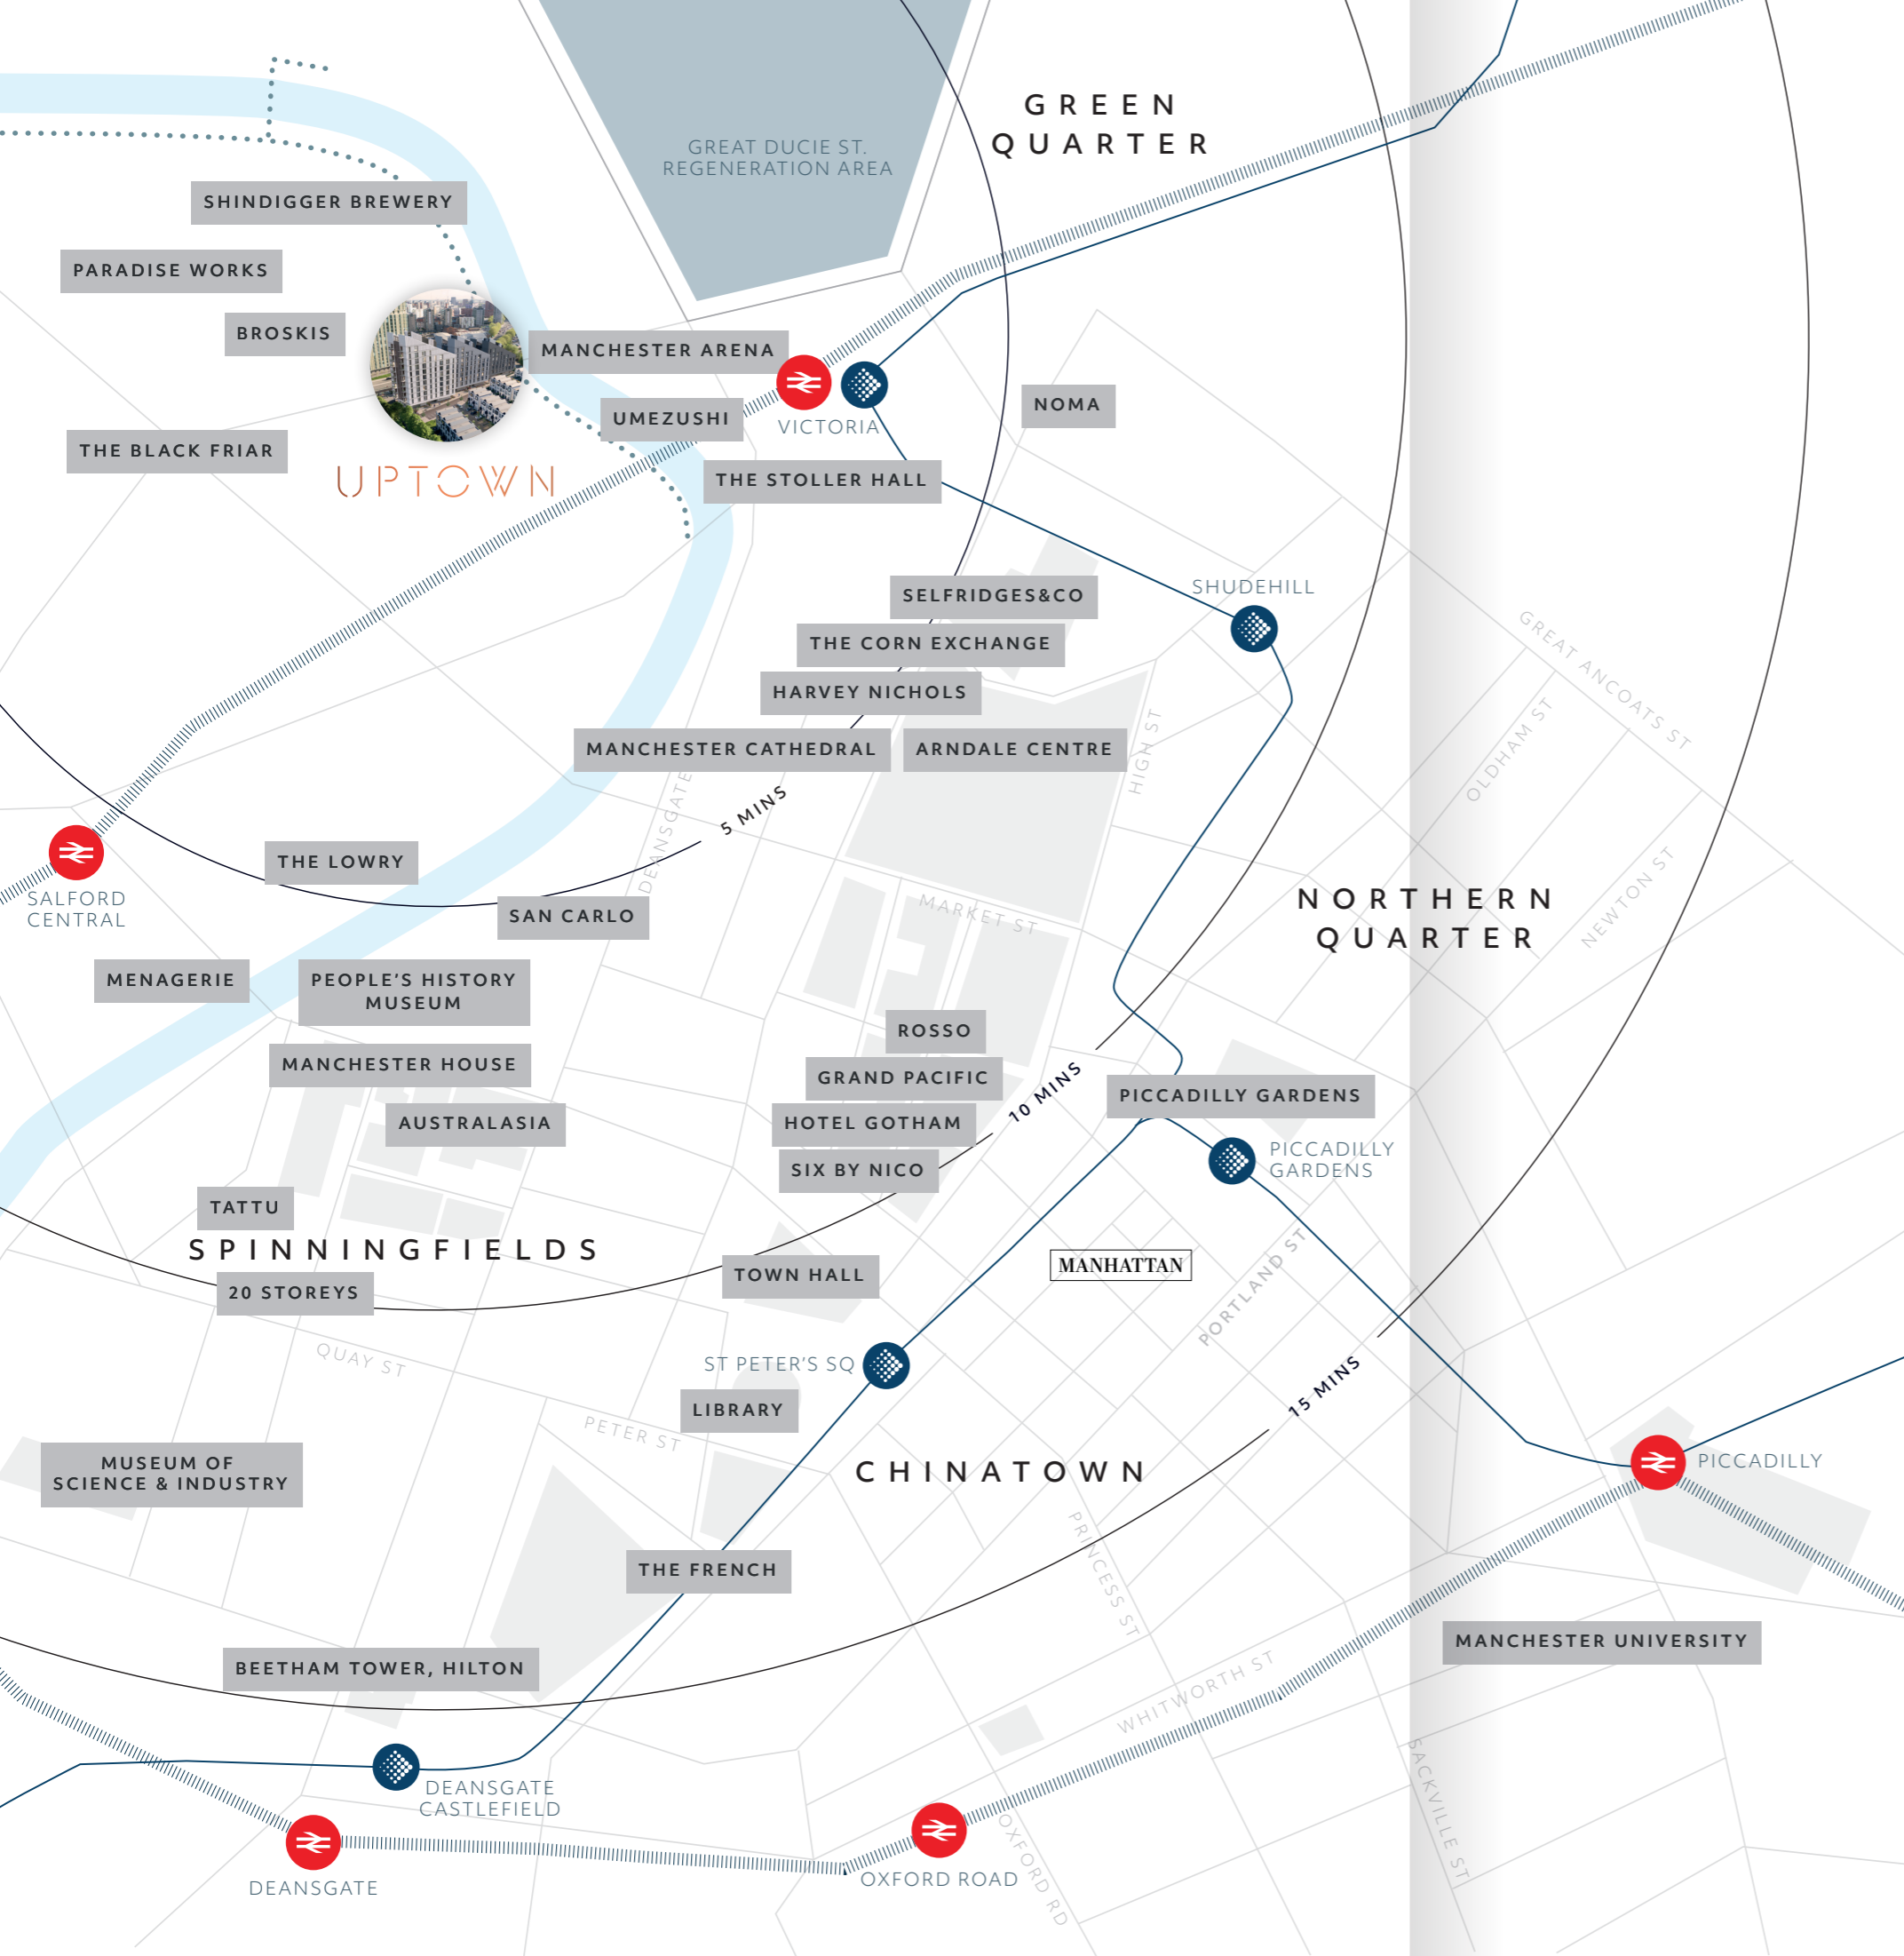 GREEN
QUARTER
GREAT DUCIE ST.
REGENERATION AREA
SHINDIGGER BREWERY
PARADISE WORKS
BROSKIS
MANCHESTER ARENA
NOMA
UMEZUSHI
VICTORIA
THE BLACK FRIAR
UPTOWN
THE STOLLER HALL
SELFRIDGES&CO
SHUDEHILL
THE CORN EXCHANGE
GREAT ANCOATS ST
HARVEY NICHOLS
OLDHAM ST
HIGH ST
MANCHESTER CATHEDRAL
ARNDALE CENTRE
5 MINS
DEANSGATE
THE LOWRY
SALFORD
CENTRAL
SAN CARLO
MARKET ST
NORTHERN
QUARTER
NEWTON ST
MENAGERIE
PEOPLE'S HISTORY
MUSEUM
ROSSO
MANCHESTER HOUSE
GRAND PACIFIC
10 MINS
PICCADILLY GARDENS
AUSTRALASIA
HOTEL GOTHAM
PICCADILLY
GARDENS
SIX BY NICO
TATTU
SPINNINGFIELDS
TOWN HALL
MANHATTAN
PORTLAND ST
20 STOREYS
QUAY ST
ST PETER'S SQ
15 MINS
LIBRARY
PETER ST
MUSEUM OF
SCIENCE & INDUSTRY
CHINATOWN
PICCADILLY
THE FRENCH
PRINCESS ST
MANCHESTER UNIVERSITY
BEETHAM TOWER, HILTON
WHITWORTH ST
DEANSGATE
CASTLEFIELD
SACKVILLE ST
DEANSGATE
OXFORD ROAD
OXFORD RD